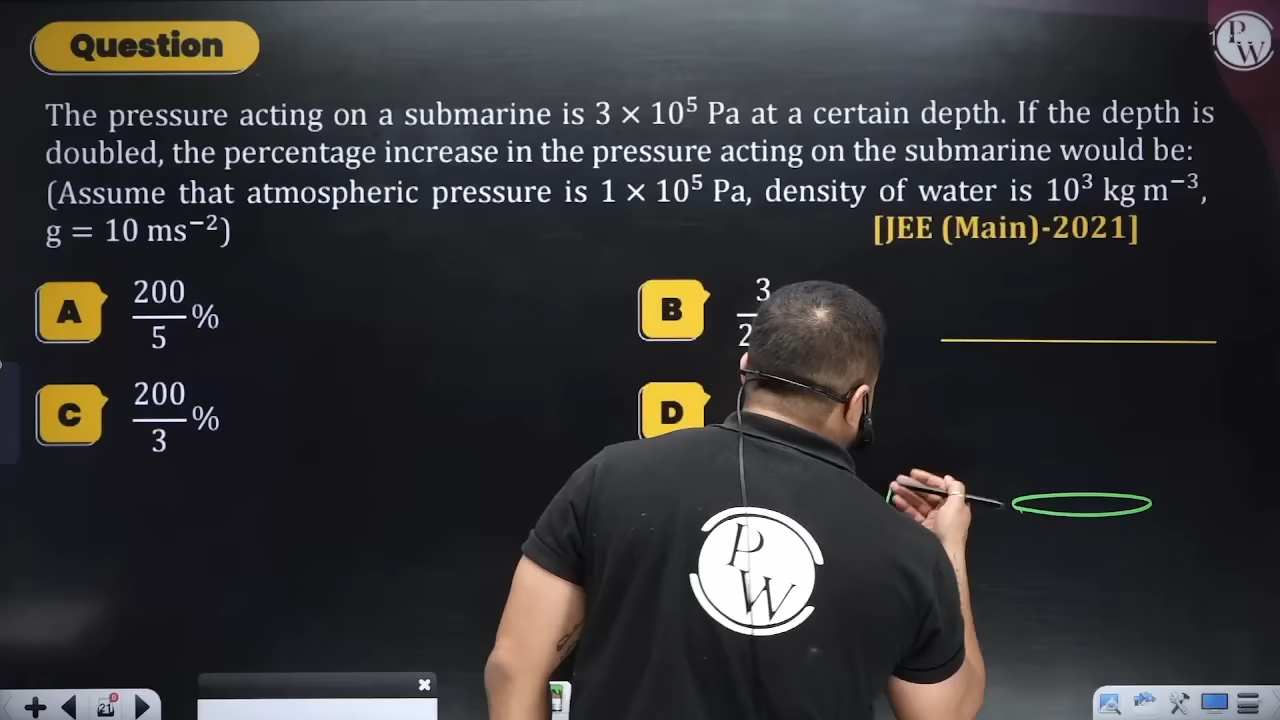 Question
The pressure acting on a submarine is 3 × 10⁵ Pa at a certain depth. If the depth is
doubled, the percentage increase in the pressure acting on the submarine would be:
(Assume that atmospheric pressure is 1 × 10⁵ Pa, density of water is 10³ kg m⁻³,
g = 10 ms⁻²)
[JEE (Main)-2021]
A 200/5 %
B 3
C 200/3 %
D
P W
P W
21